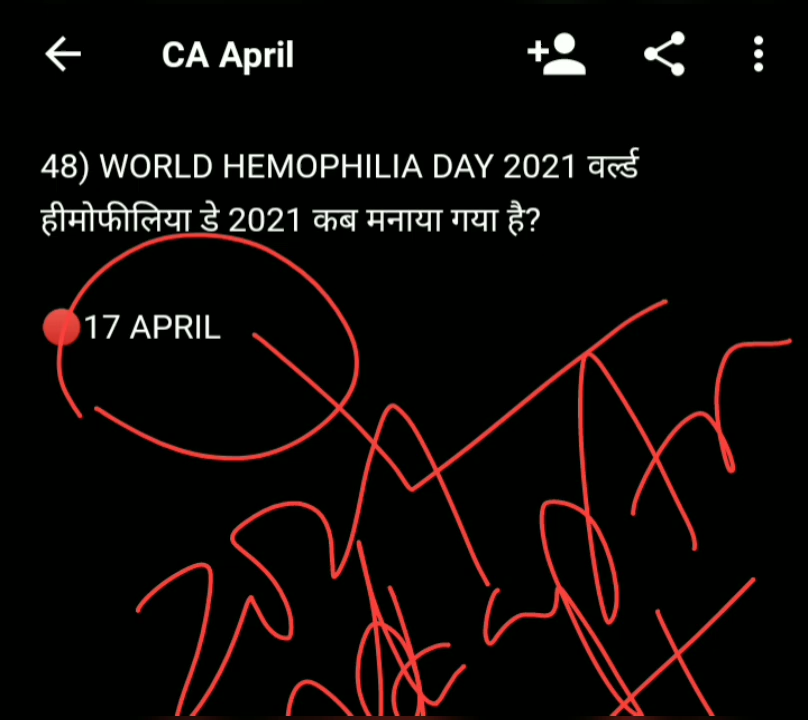 CA April
48) WORLD HEMOPHILIA DAY 2021 वर्ल्ड
हीमोफीलिया डे 2021 कब मनाया गया है?
17 APRIL